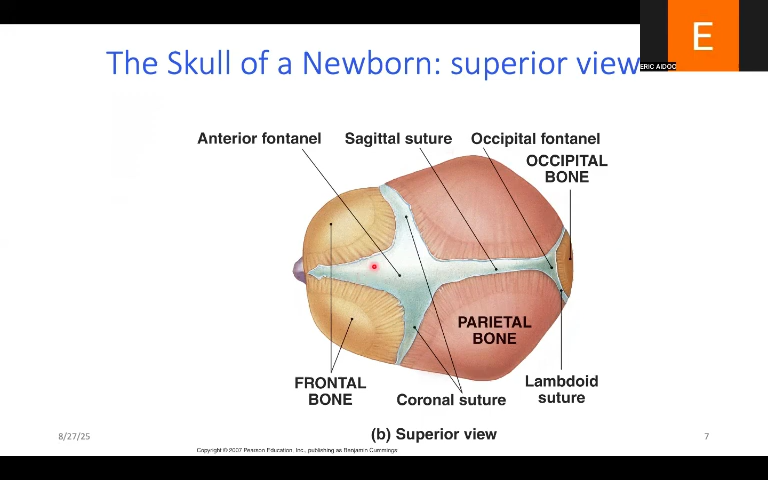 E
ERIC AIDOO
The Skull of a Newborn: superior view
Anterior fontanel
Sagittal suture
Occipital fontanel
OCCIPITAL
BONE
PARIETAL
BONE
FRONTAL
BONE
Coronal suture
Lambdoid
suture
(b) Superior view
8/27/25
7
Copyright © 2007 Pearson Education, Inc., publishing as Benjamin Cummings